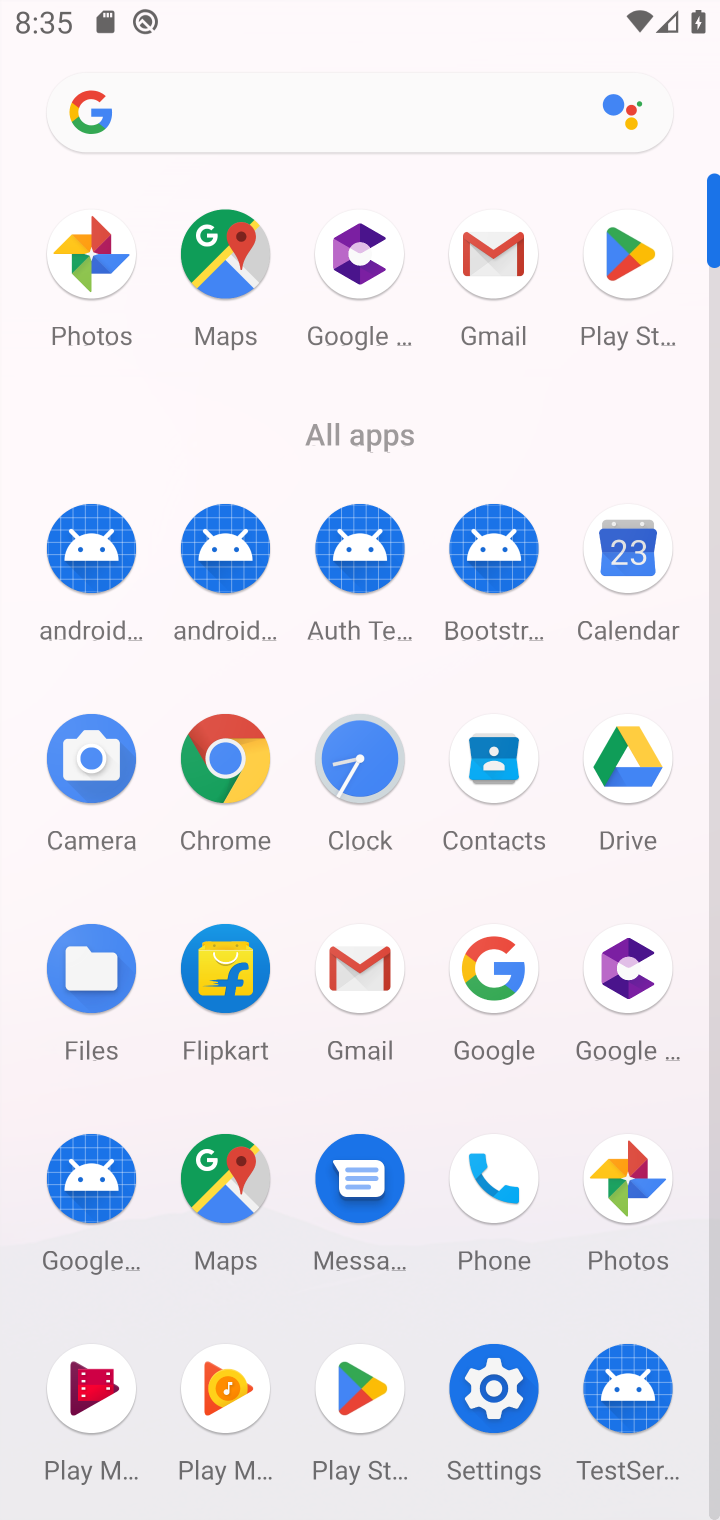 8:35
Photos Maps Google ... Gmail Play St...
All apps
android... android... Auth Te... Bootstr... Calendar
23
Camera Chrome Clock Contacts Drive
Files Flipkart Gmail Google Google ...
Google... Maps Messa... Phone Photos
Play M... Play M... Play St... Settings TestSer...